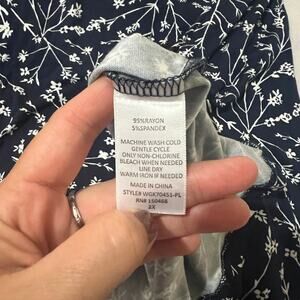 95%RAYON
5%SPANDEX
MACHINE WASH COLD
GENTLE CYCLE
ONLY NON-CHLORINE
BLEACH WHEN NEEDED
LINE DRY
WARM IRON IF NEEDED
MADE IN CHINA
STYLE# WGK70451-PL
RN# 150468
2X